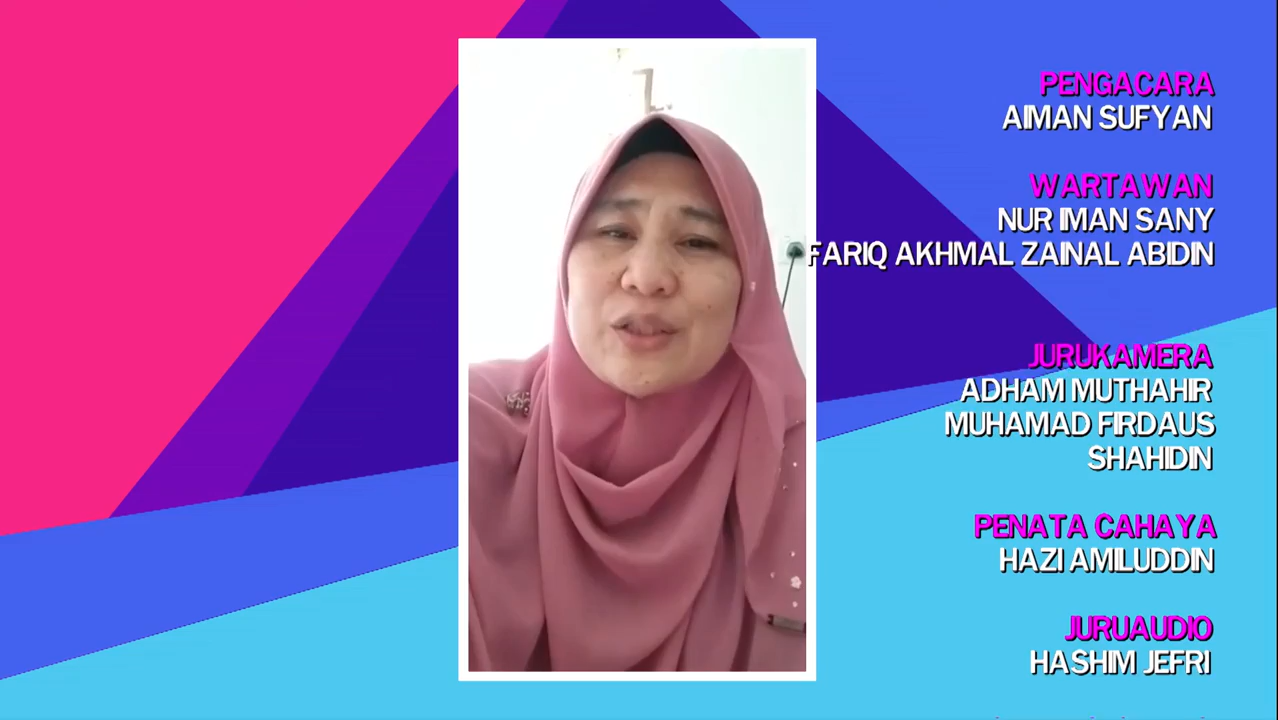 PENGACARA
AIMAN SUFYAN
WARTAWAN
NUR IMAN SANY
FARIQ AKHMAL ZAINAL ABIDIN
JURUKAMERA
ADHAM MUTHAHIR
MUHAMAD FIRDAUS
SHAHIDIN
PENATA CAHAYA
HAZI AMILUDDIN
JURUAUDIO
HASHIM JEFRI